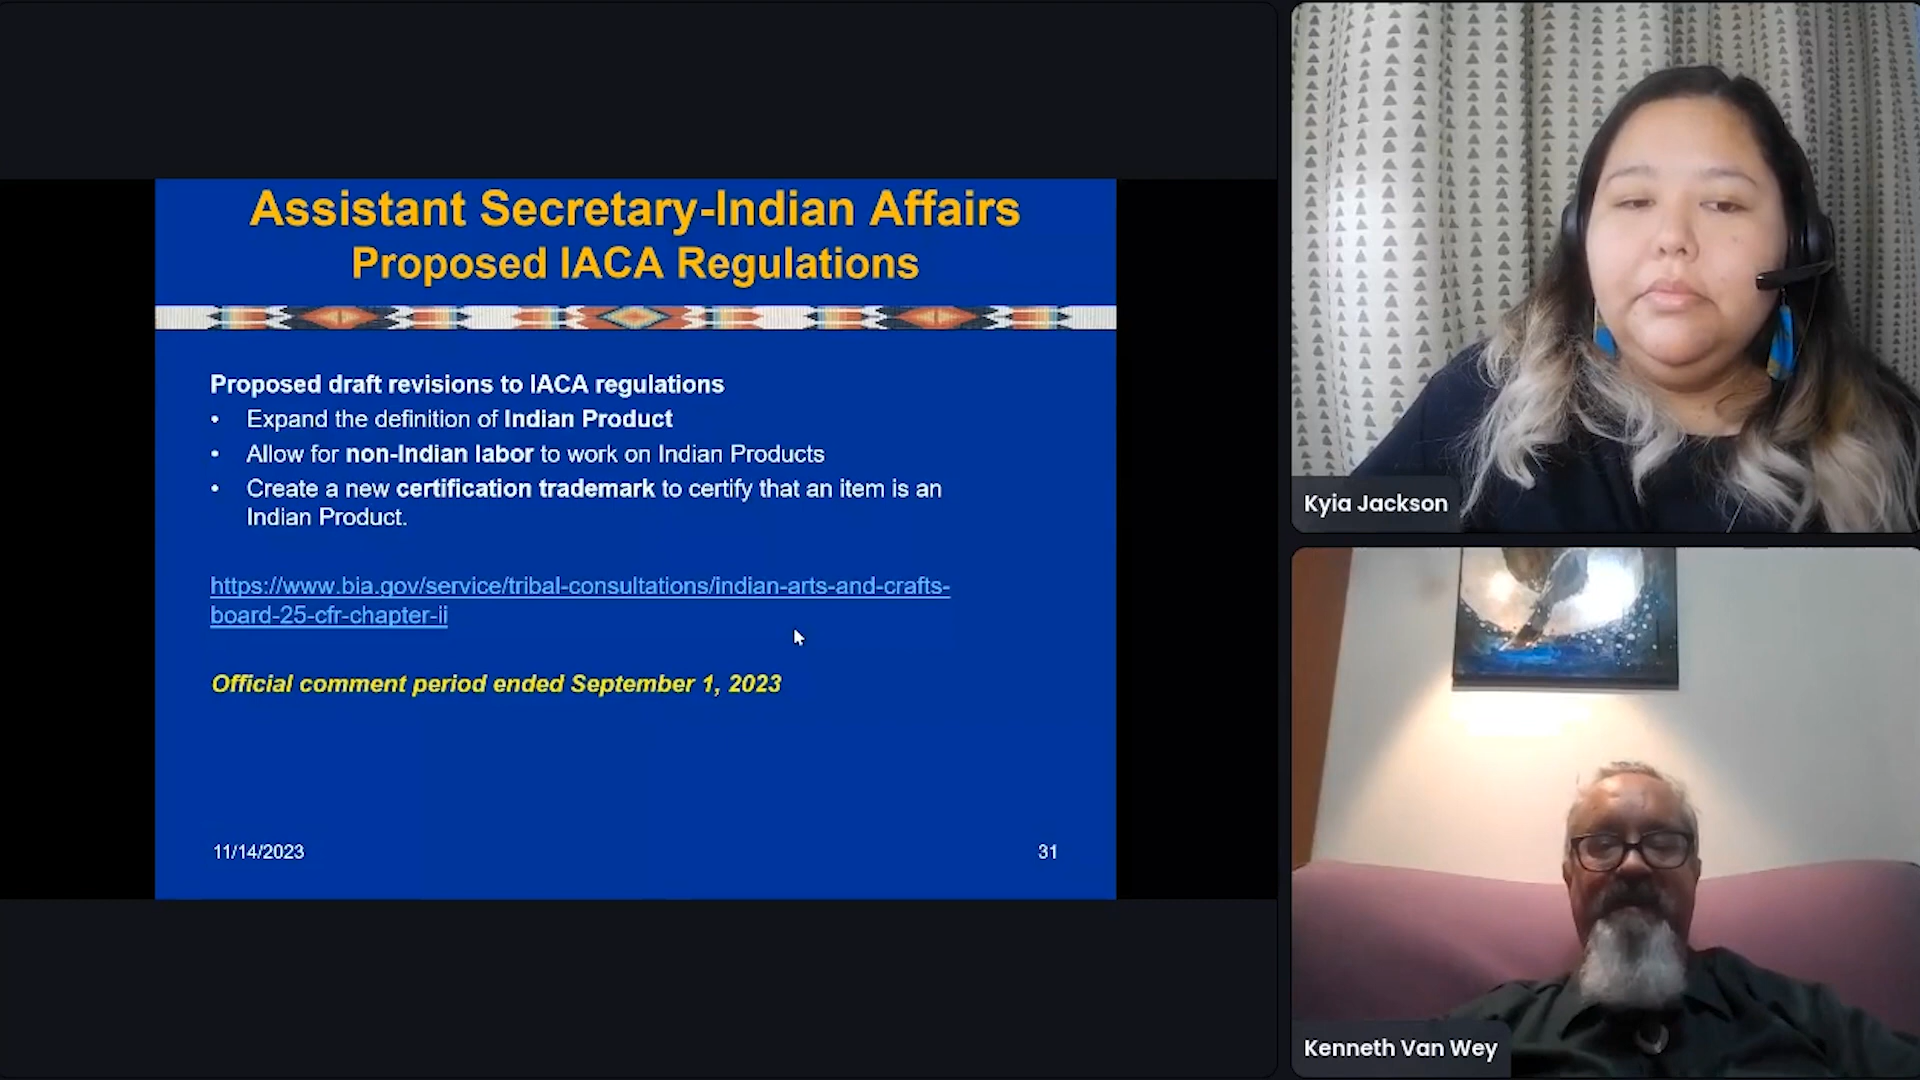 Assistant Secretary-Indian Affairs
Proposed IACA Regulations
Proposed draft revisions to IACA regulations
• Expand the definition of Indian Product
• Allow for non-Indian labor to work on Indian Products
• Create a new certification trademark to certify that an item is an
Indian Product.
https://www.bia.gov/service/tribal-consultations/indian-arts-and-crafts-
board-25-cfr-chapter-ii
Official comment period ended September 1, 2023
11/14/2023
31
Kyia Jackson
Kenneth Van Wey